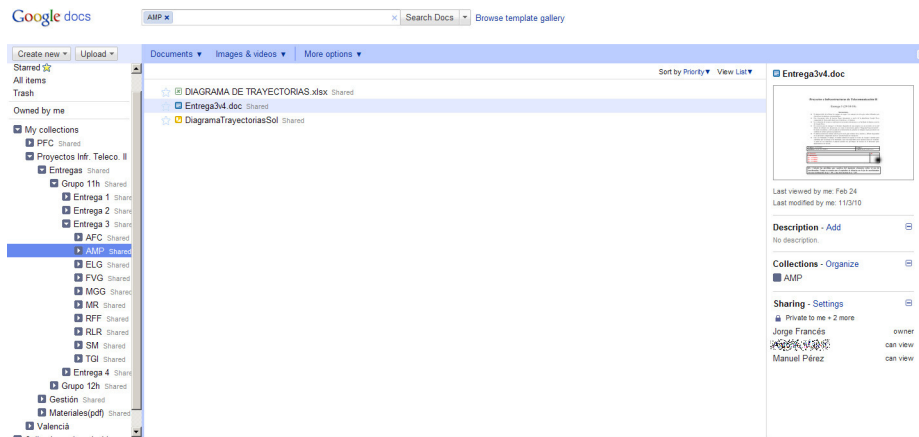 Google docs
AMP ×
× Search Docs
Browse template gallery
Create new
Upload
Documents
Images & videos
More options
Starred
All items
Trash
Owned by me
My collections
PFC Shared
Proyectos Infr. Teleco. II
Entregas Shared
Grupo 11h Shared
Entrega 1 Share
Entrega 2 Share
Entrega 3 Share
AFC Shared
AMP Shared
ELG Shared
FVG Shared
MGG Shared
MR Shared
RFF Shared
RLR Shared
SM Shared
TGI Shared
Entrega 4 Share
Grupo 12h Shared
Gestión Shared
Materiales(pdf) Shared
Valencià
Sort by Priority View List
DIAGRAMA DE TRAYECTORIAS.xlsx Shared
Entrega3v4.doc Shared
DiagramaTrayectoriasSol Shared
Entrega3v4.doc
Last viewed by me: Feb 24
Last modified by me: 11/3/10
Description - Add
No description.
Collections - Organize
AMP
Sharing - Settings
Private to me + 2 more
Jorge Francés owner
can view
Manuel Pérez can view